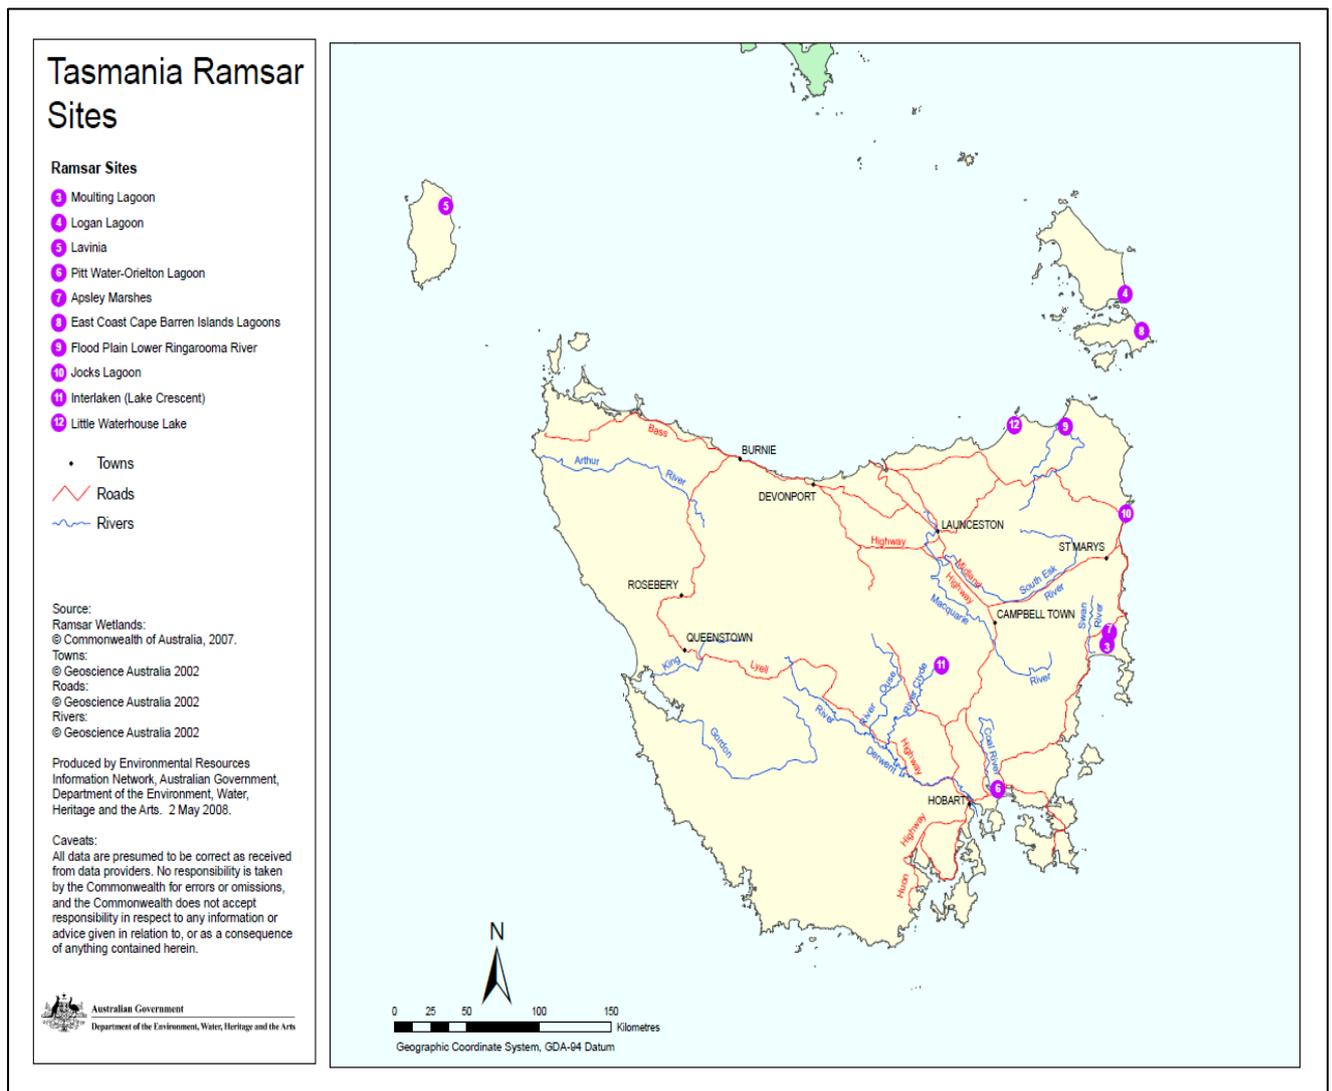 Tasmania Ramsar
Sites
Ramsar Sites
3 Moulting Lagoon
4 Logan Lagoon
5 Lavinia
6 Pitt Water-Orielton Lagoon
7 Apsley Marshes
8 East Coast Cape Barren Islands Lagoons
9 Flood Plain Lower Ringarooma River
10 Jocks Lagoon
11 Interlaken (Lake Crescent)
12 Little Waterhouse Lake
Towns
Roads
Rivers
Source:
Ramsar Wetlands:
© Commonwealth of Australia, 2007.
Towns:
© Geoscience Australia 2002
Roads:
© Geoscience Australia 2002
Rivers:
© Geoscience Australia 2002
Produced by Environmental Resources
Information Network, Australian Government,
Department of the Environment, Water,
Heritage and the Arts.  2 May 2008.
Caveats:
All data are presumed to be correct as received
from data providers. No responsibility is taken
by the Commonwealth for errors or omissions,
and the Commonwealth does not accept
responsibility in respect to any information or
advice given in relation to, or as a consequence
of anything contained herein.
Australian Government
Department of the Environment, Water, Heritage and the Arts
5
4
8
12
9
Bass
BURNIE
Arthur
River
DEVONPORT
10
LAUNCESTON
Highway
ST MARYS
Midland
Highway
South Esk
River
ROSEBERY
Macquarie
CAMPBELL TOWN
Swan
River
7
3
QUEENSTOWN
King
Lyell
11
River
Ouse
River
River Clyde
River
Gordon
Highway
Derwent
Coal River
6
HOBART
Highway
Huon
N
0 25 50 100 150
Kilometres
Geographic Coordinate System, GDA-94 Datum